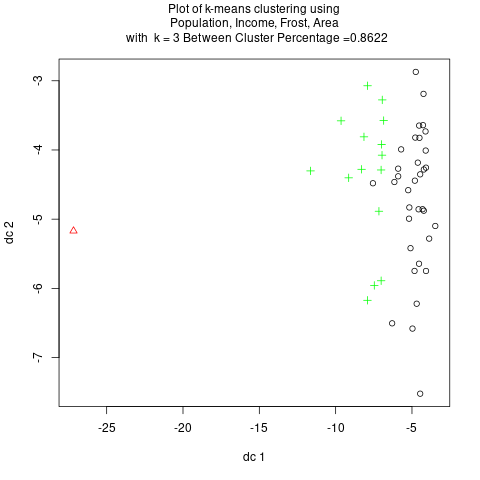 Plot of k-means clustering using
Population, Income, Frost, Area
with k = 3 Between Cluster Percentage =0.8622
-3
-4
-5
-6
-7
dc 2
-25
-20
-15
-10
-5
dc 1